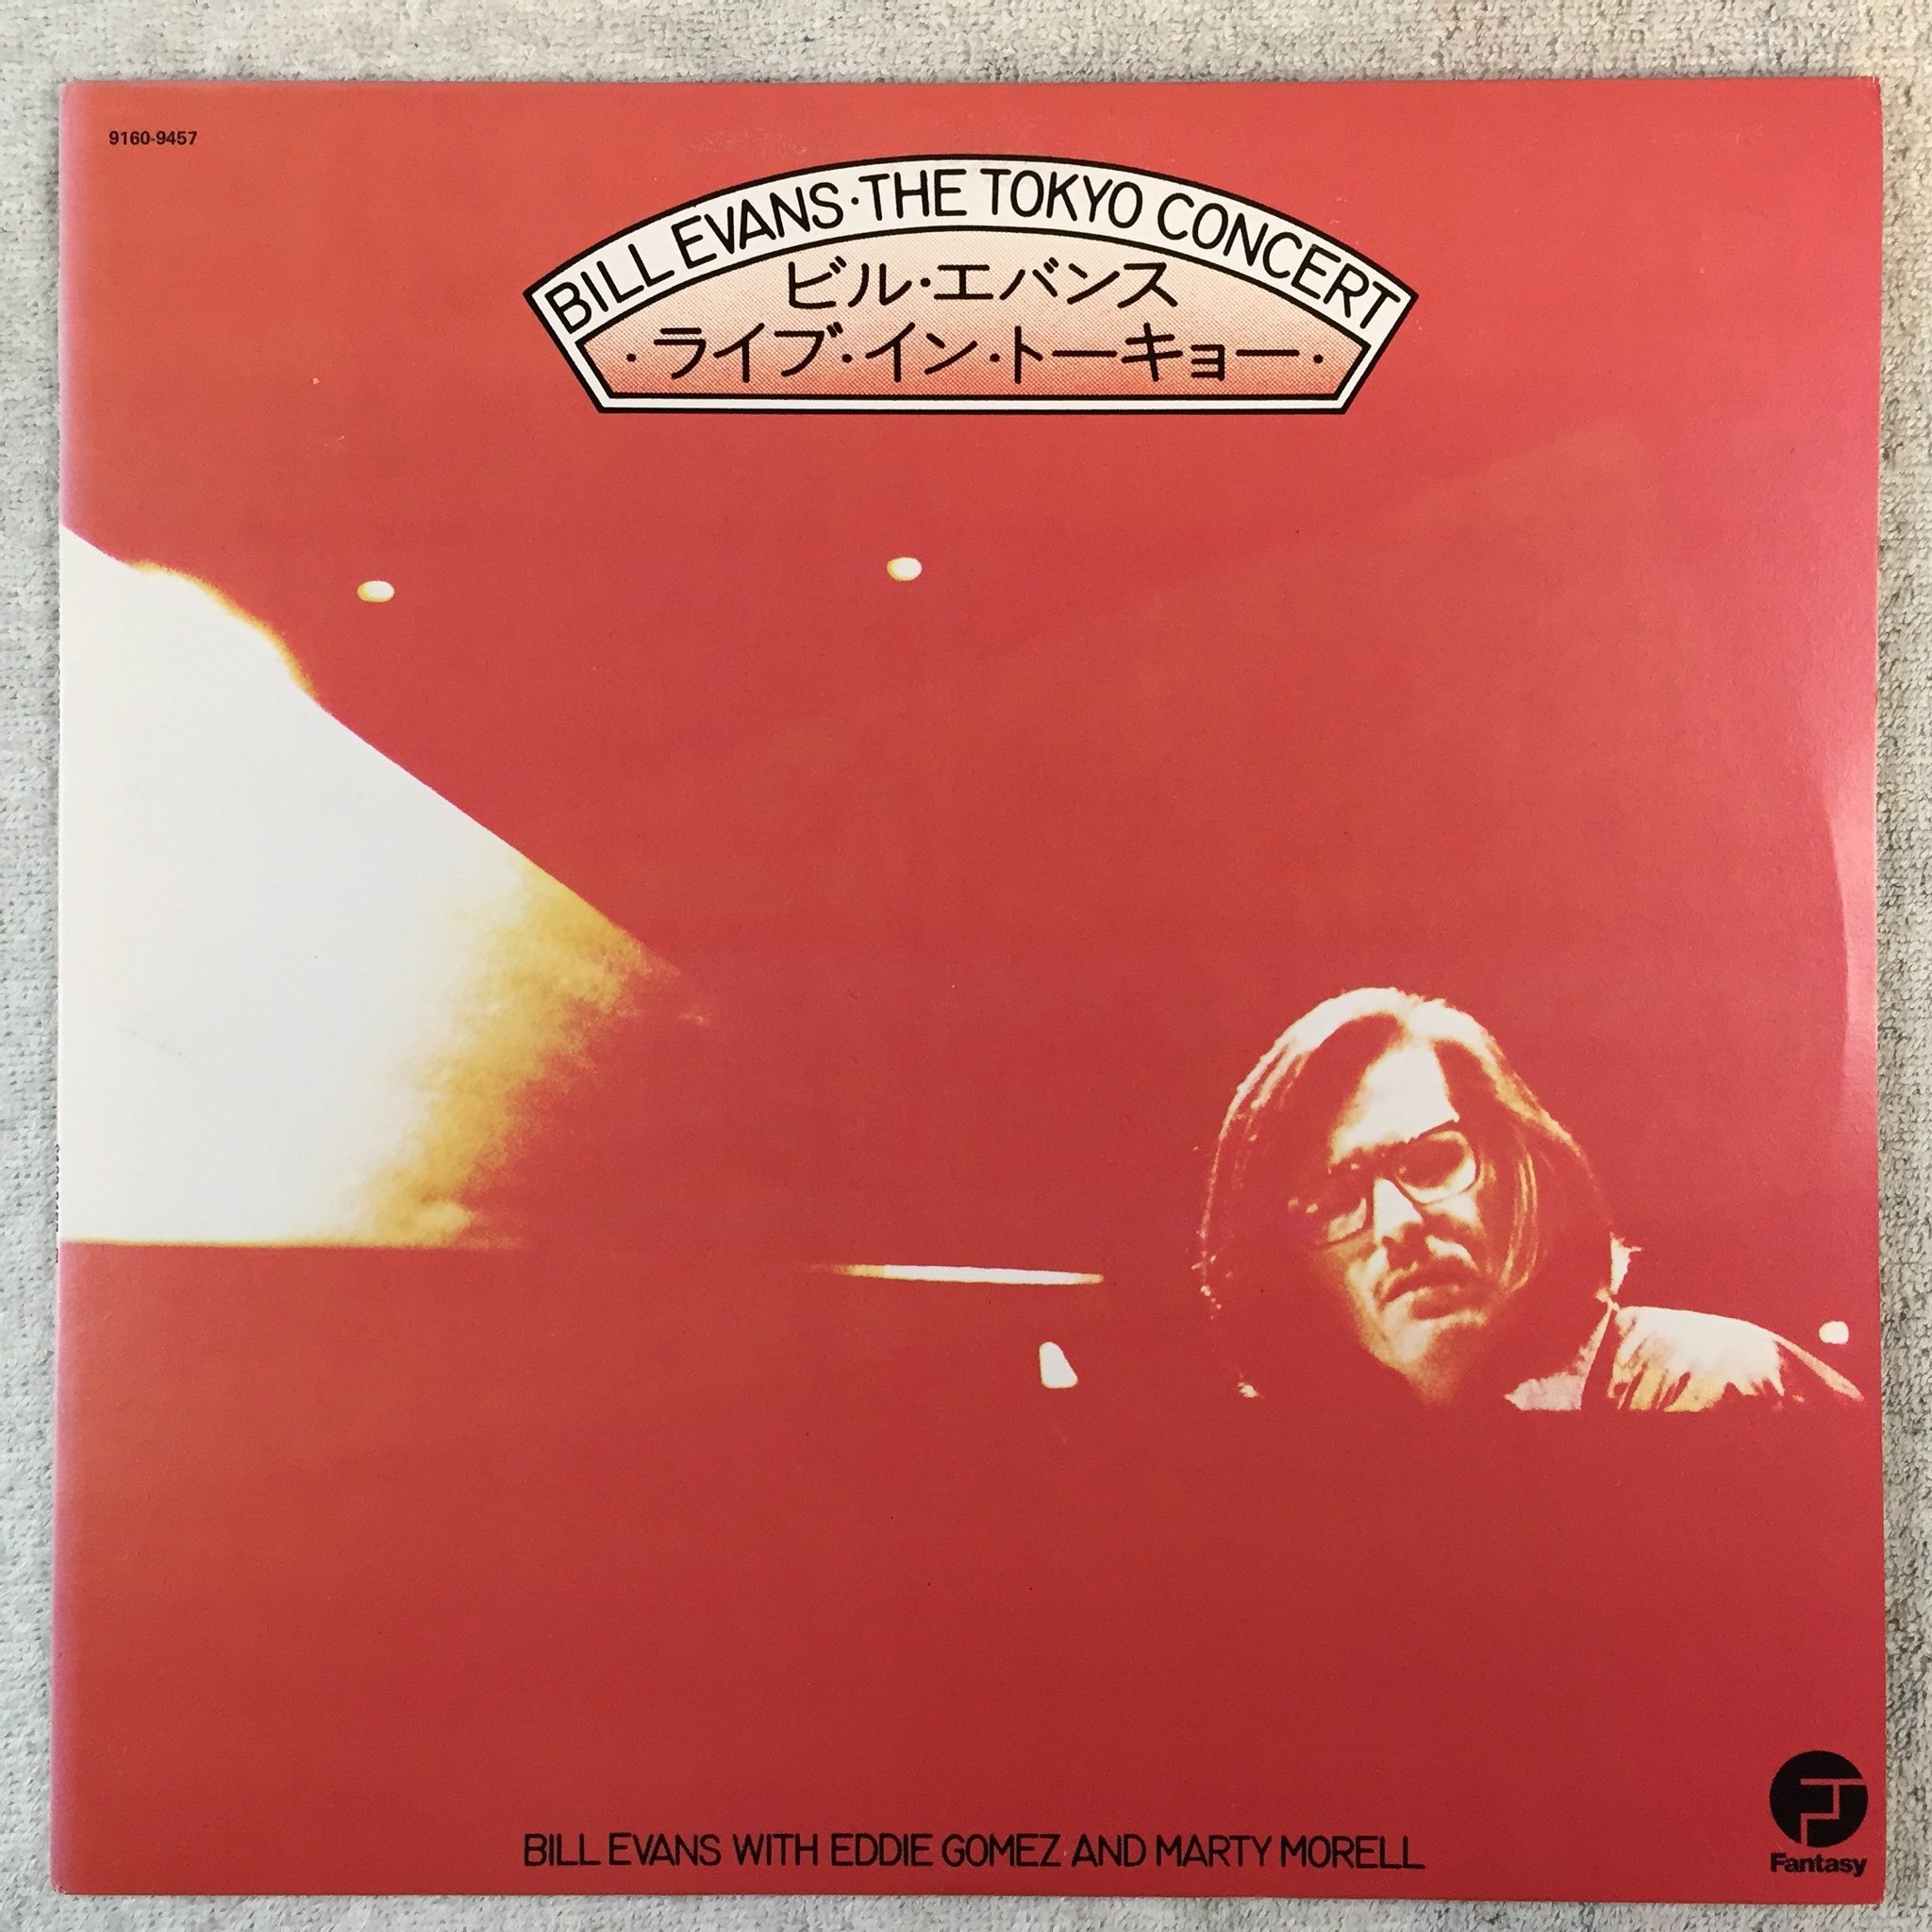 9160-9457
BILL EVANS·THE TOKYO CONCERT
ビル・エバンス
・ライブ・イン・トーキョー・
BILL EVANS WITH EDDIE GOMEZ AND MARTY MORELL
Fantasy